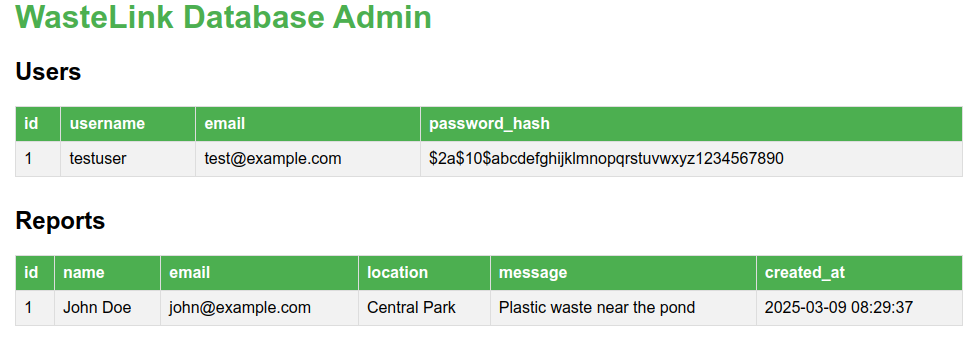 WasteLink Database Admin
Users
id username email password_hash
1 testuser test@example.com $2a$10$abcdefghijklmnopqrstuvwxyz1234567890
Reports
id name email location message created_at
1 John Doe john@example.com Central Park Plastic waste near the pond 2025-03-09 08:29:37